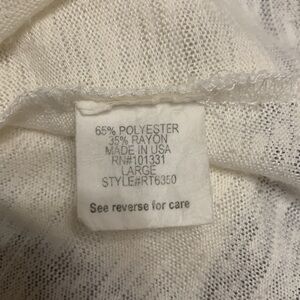 65% POLYESTER
35% RAYON
MADE IN USA
RN#101331
LARGE
STYLE#RT6350
See reverse for care